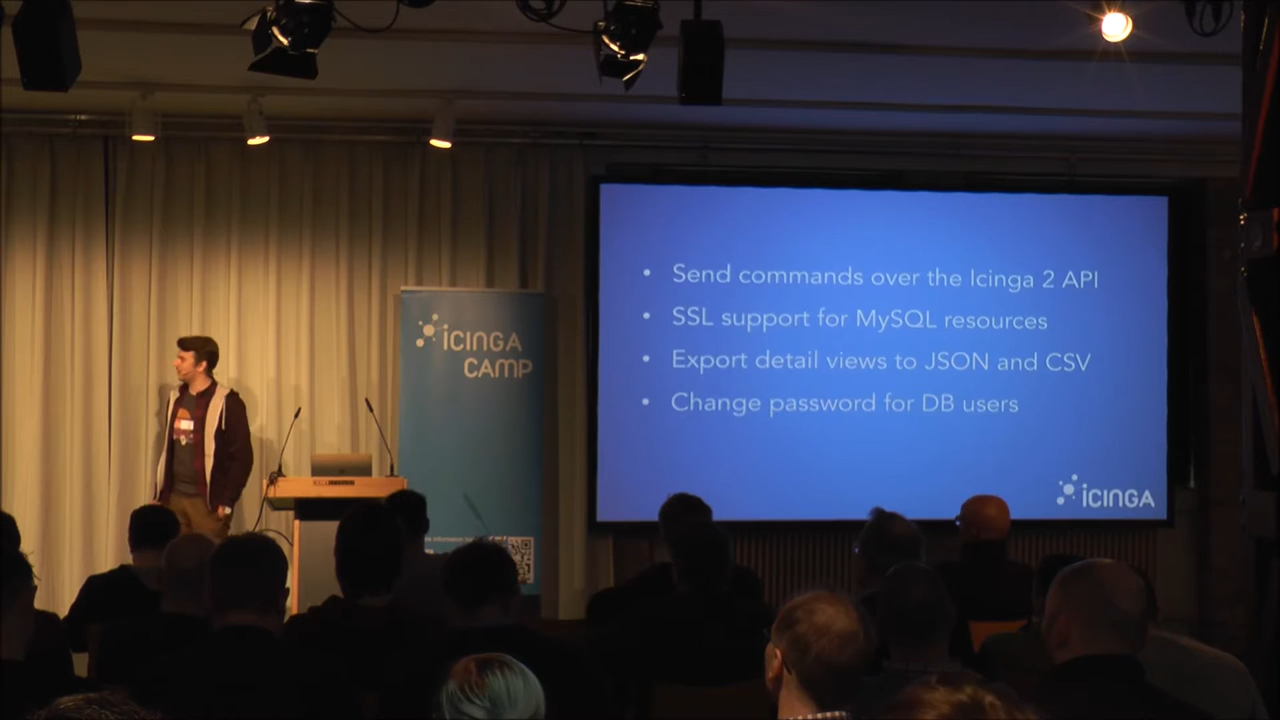 ICINGA
CAMP
• Send commands over the Icinga 2 API
• SSL support for MySQL resources
• Export detail views to JSON and CSV
• Change password for DB users
ICINGA